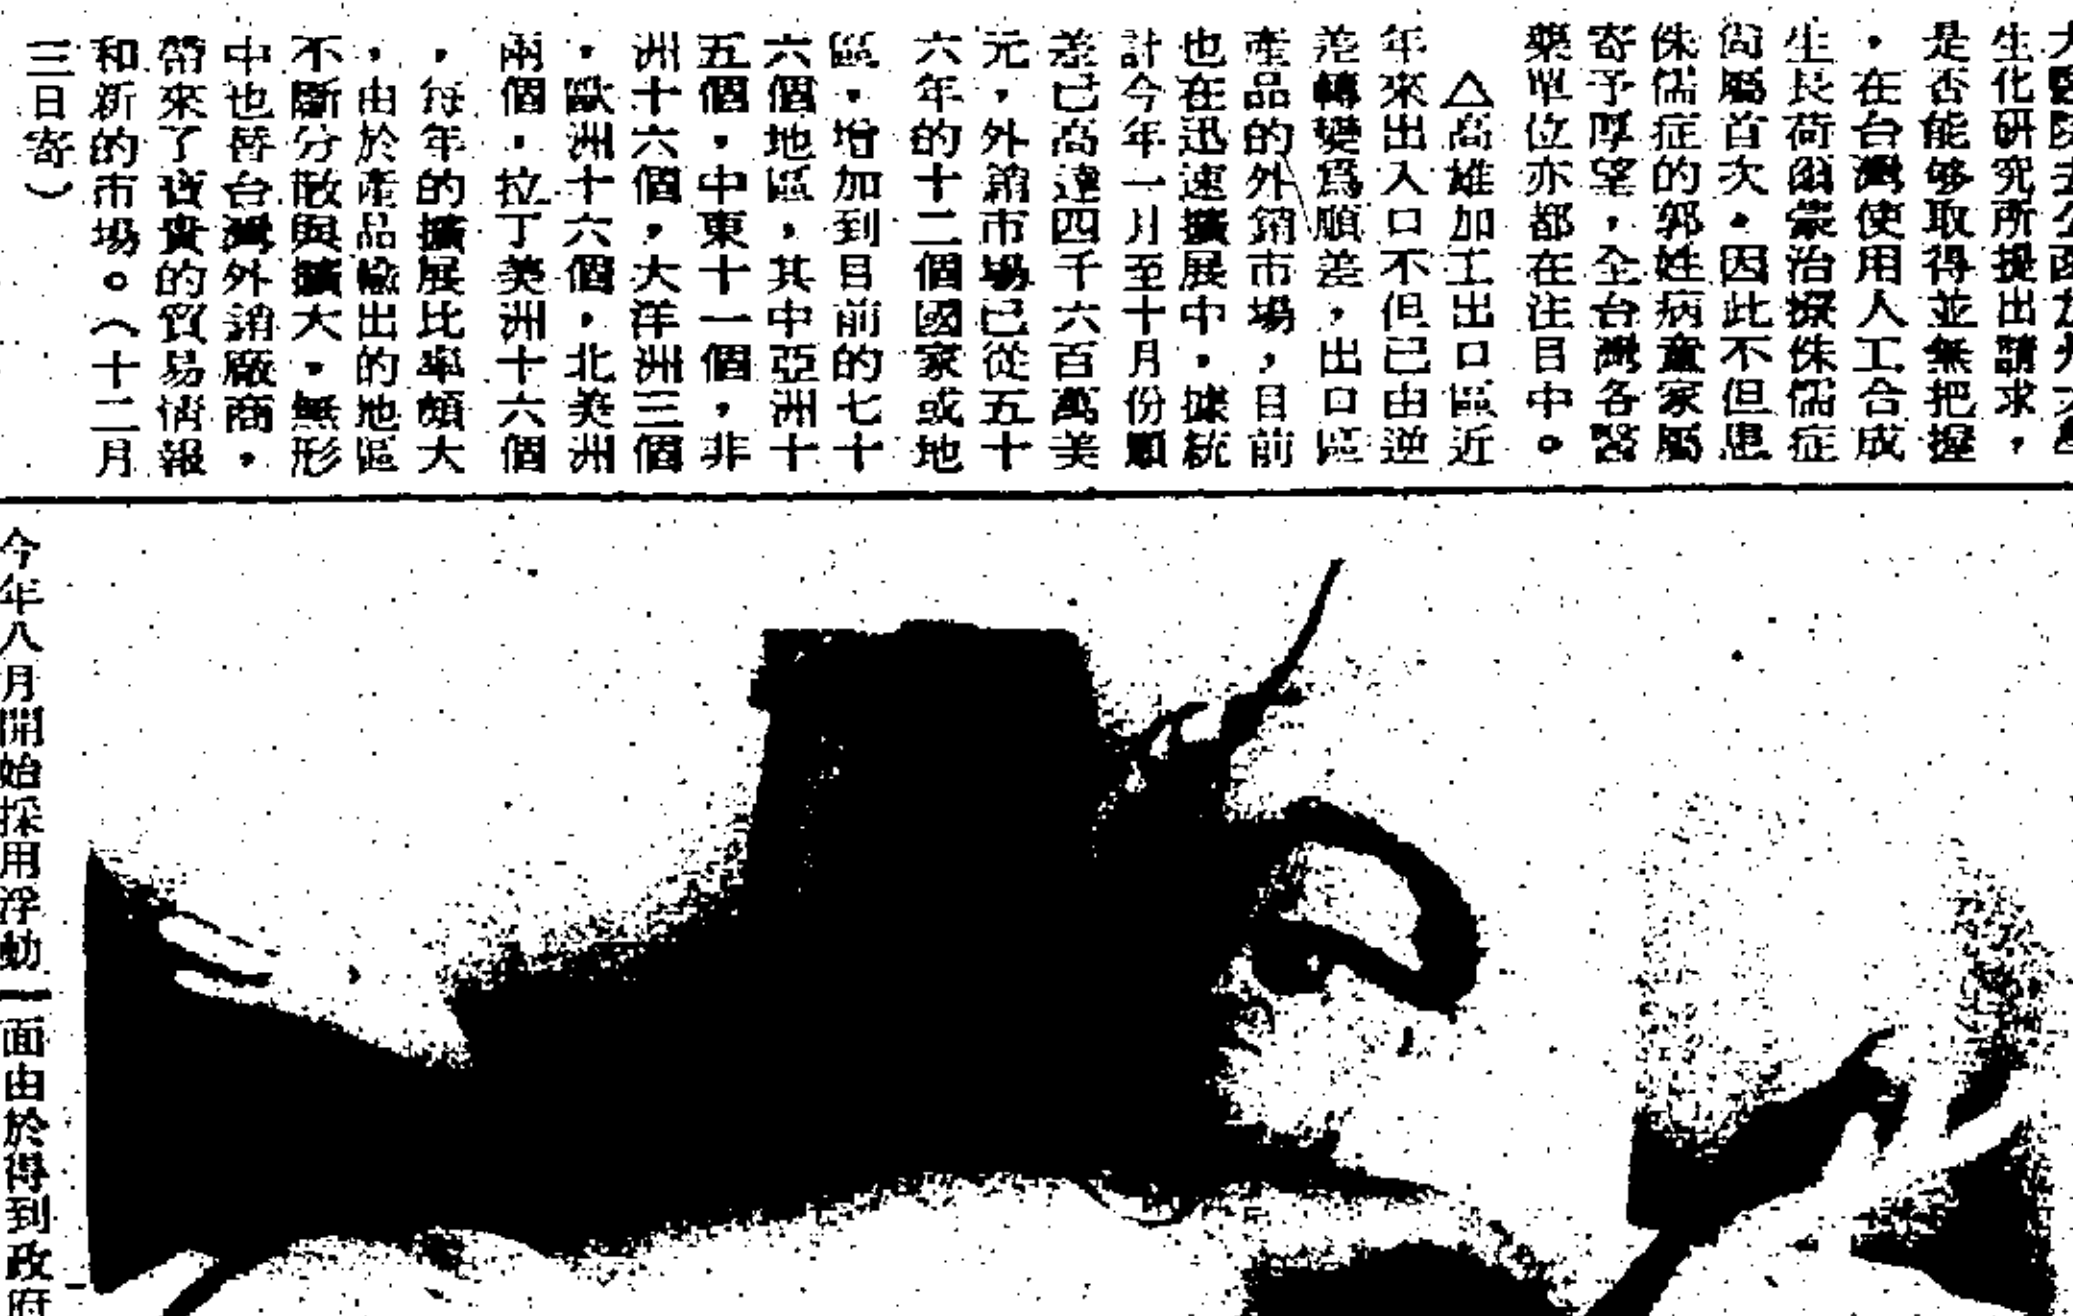 生化研究所提出請求，
是否能够取得並無把握
，在台灣使用人工合成
生長荷爾蒙治療侏儒症
尚屬首次。因此不但患
侏儒症的郭姓病童家屬
寄予厚望，全台灣各醫
藥單位亦都在注目中。
△高雄加工出口區近
年來出入口不但已由逆
差轉變爲順差，出口區
產品的外銷市場，目前
也在迅速擴展中，據統
計今年一月至十月份順
差已高達四千六百萬美
元，外銷市場已從五十
六年的十二個國家或地
區，增加到目前的七十
六個地區，其中亞洲十
五個，中東十一個，非
洲十六個，大洋洲三個
，歐洲十六個，北美洲
兩個，拉丁美洲十六個
，每年的擴展比率頗大
，由於產品輸出的地區
不斷分散與擴大，無形
中也替台灣外銷廠商，
帶來了寶貴的貿易情報
和新的市場。（十二月
三日寄）
今年八月開始採用浮動
一面由於得到政府